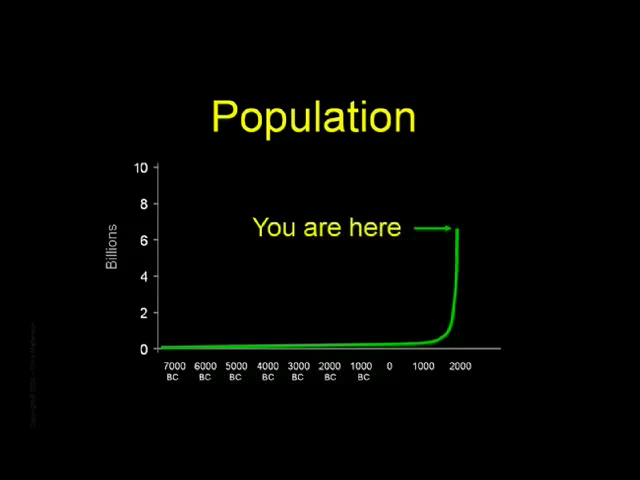 Population
10
8
6
4
2
0
Billions
You are here
7000 BC 6000 BC 5000 BC 4000 BC 3000 BC 2000 BC 1000 BC 0 1000 2000